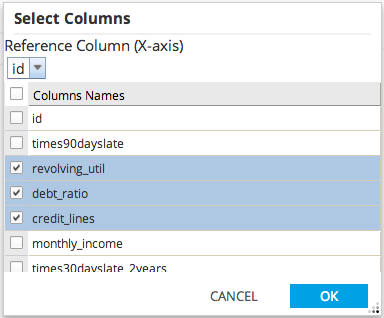 Select Columns
Reference Column (X-axis)
id
Columns Names
id
times90dayslate
revolving_util
debt_ratio
credit_lines
monthly_income
times30dayslate_2years
CANCEL OK